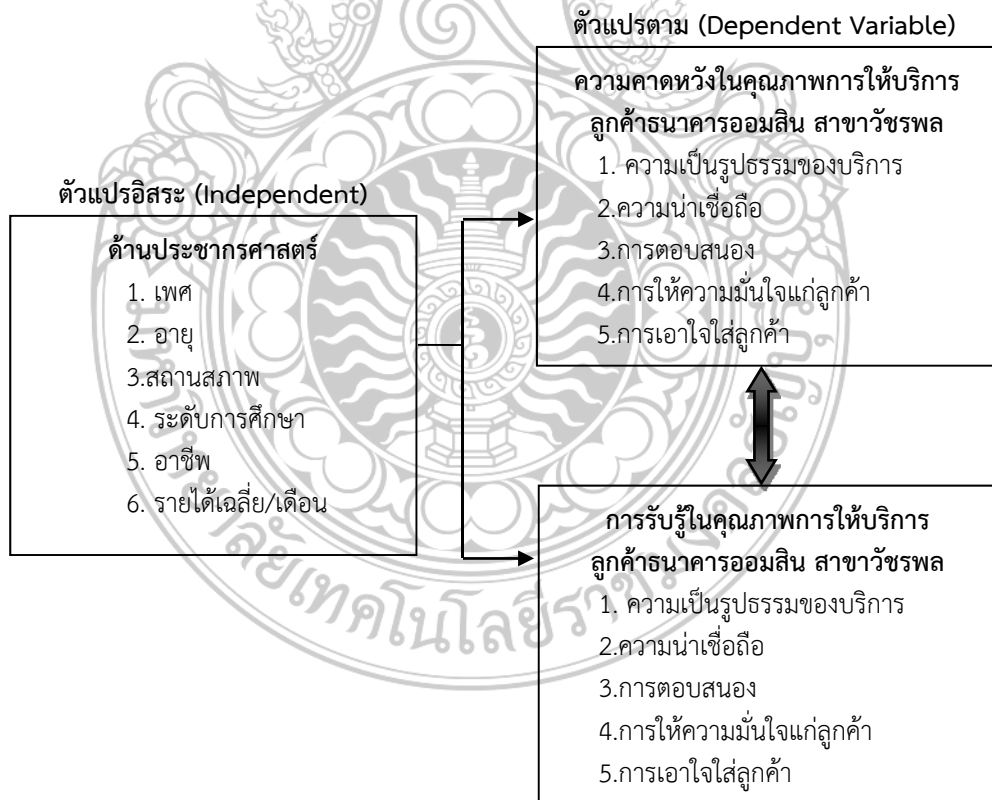 ตัวแปรตาม (Dependent Variable)
ความคาดหวังในคุณภาพการให้บริการ
ลูกค้าธนาคารออมสิน สาขาวัชรพล
1. ความเป็นรูปธรรมของบริการ
2.ความน่าเชื่อถือ
3.การตอบสนอง
4.การให้ความมั่นใจแก่ลูกค้า
5.การเอาใจใส่ลูกค้า
ตัวแปรอิสระ (Independent)
ด้านประชากรศาสตร์
1. เพศ
2. อายุ
3.สถานสภาพ
4. ระดับการศึกษา
5. อาชีพ
6. รายได้เฉลี่ย/เดือน
การรับรู้ในคุณภาพการให้บริการ
ลูกค้าธนาคารออมสิน สาขาวัชรพล
1. ความเป็นรูปธรรมของบริการ
2.ความน่าเชื่อถือ
3.การตอบสนอง
4.การให้ความมั่นใจแก่ลูกค้า
5.การเอาใจใส่ลูกค้า